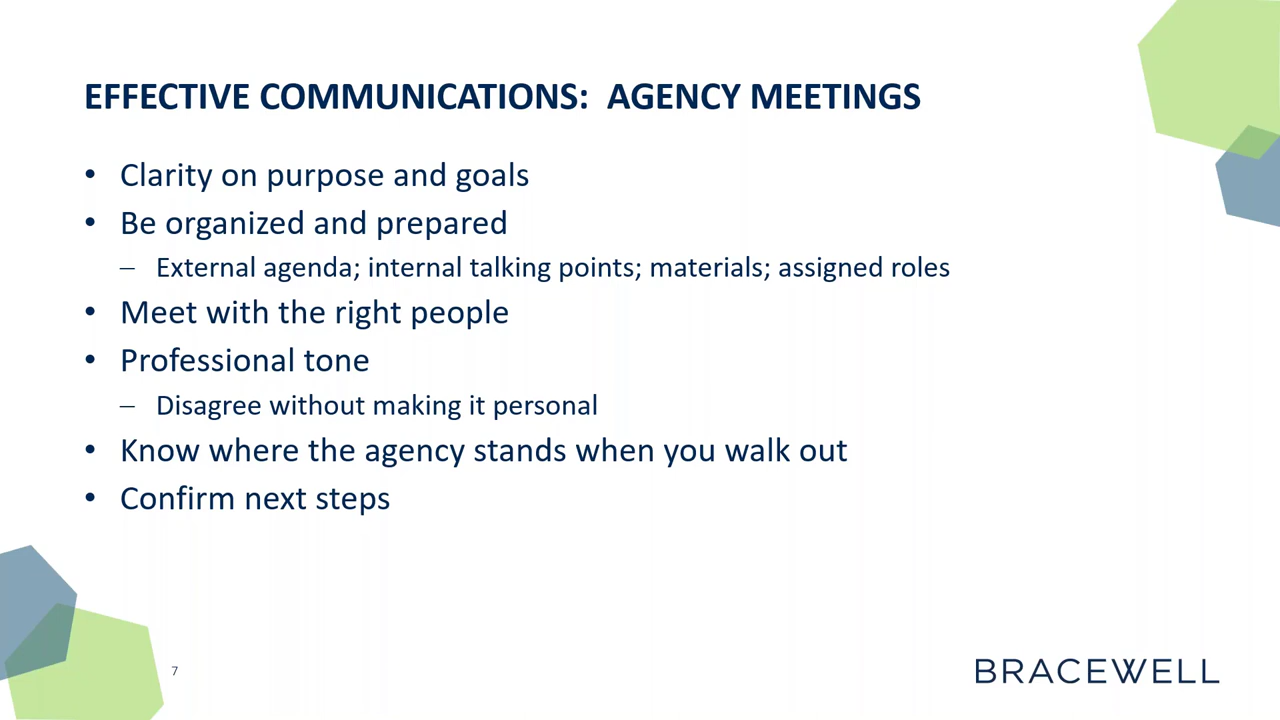 EFFECTIVE COMMUNICATIONS: AGENCY MEETINGS
• Clarity on purpose and goals
• Be organized and prepared
– External agenda; internal talking points; materials; assigned roles
• Meet with the right people
• Professional tone
– Disagree without making it personal
• Know where the agency stands when you walk out
• Confirm next steps
7
BRACEWELL